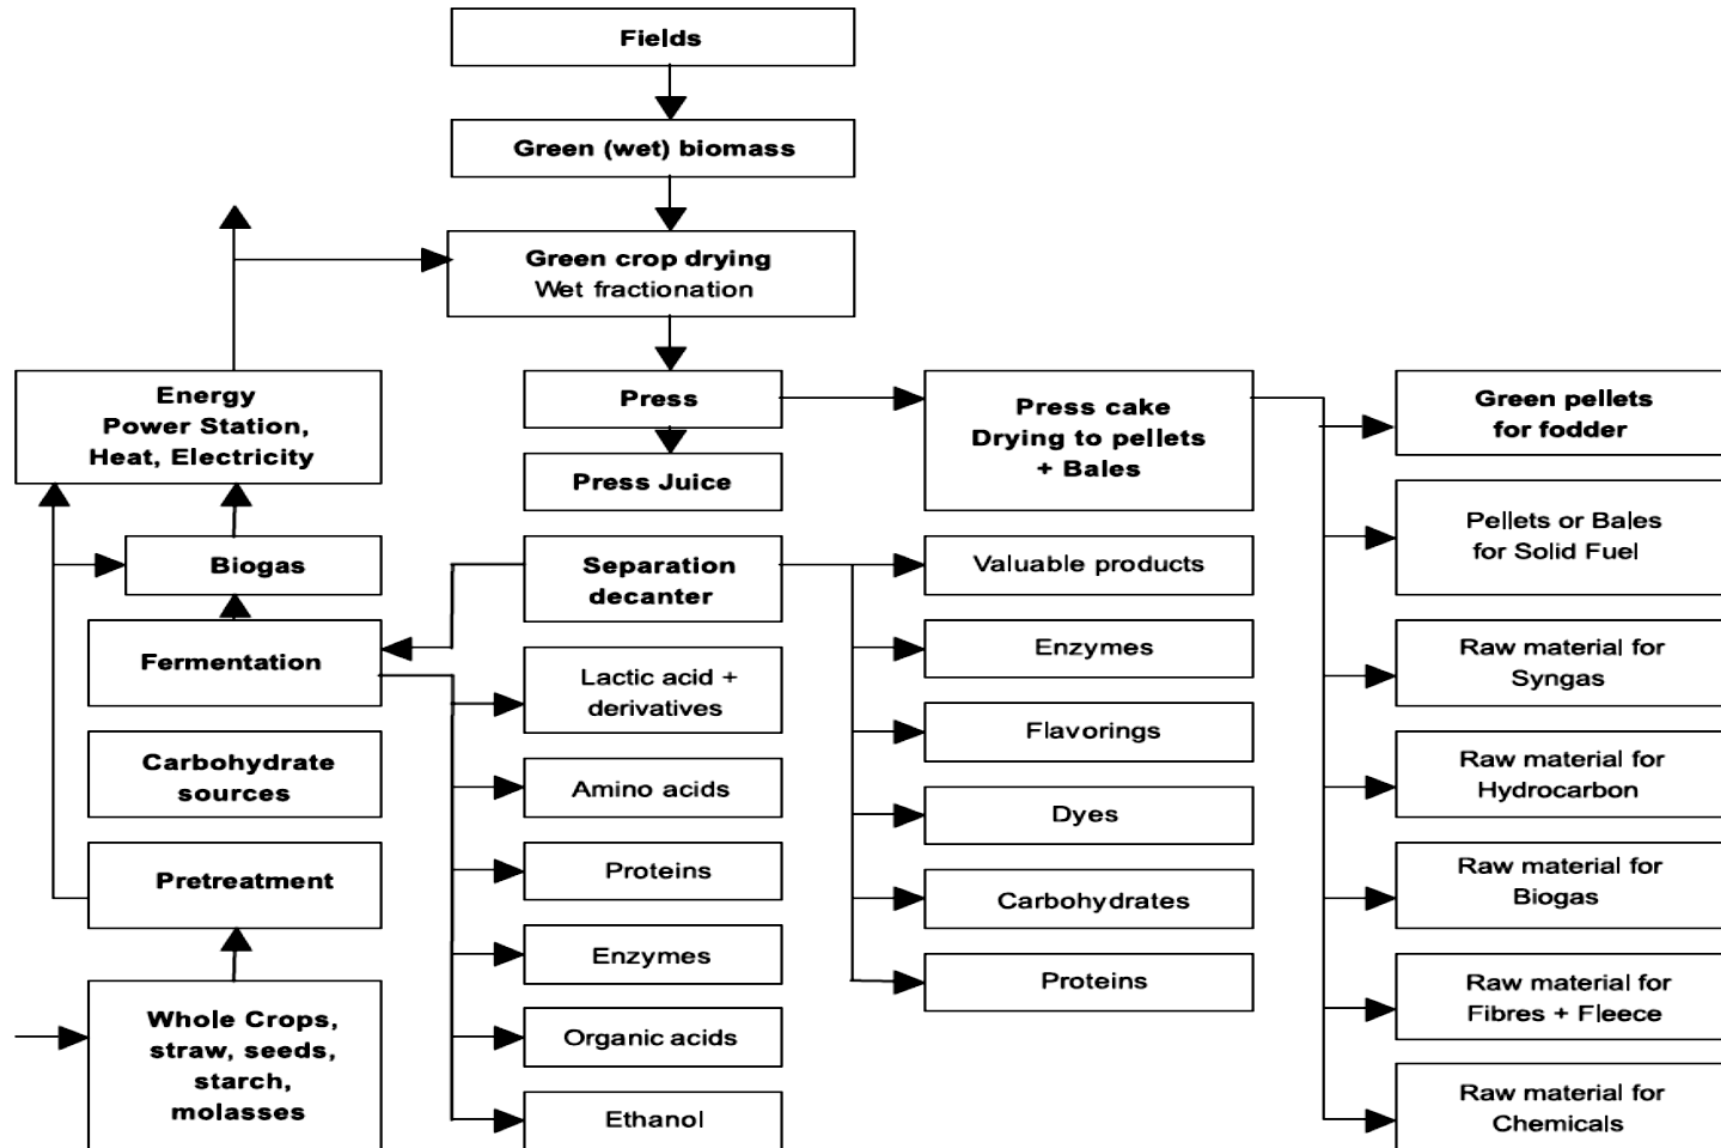 Fields
Green (wet) biomass
Green crop drying
Wet fractionation
Energy
Power Station,
Heat, Electricity
Press
Press cake
Drying to pellets
+ Bales
Green pellets
for fodder
Press Juice
Pellets or Bales
for Solid Fuel
Biogas
Separation
decanter
Valuable products
Fermentation
Lactic acid +
derivatives
Enzymes
Raw material for
Syngas
Flavorings
Carbohydrate
sources
Amino acids
Dyes
Raw material for
Hydrocarbon
Pretreatment
Proteins
Carbohydrates
Raw material for
Biogas
Enzymes
Proteins
Raw material for
Fibres + Fleece
Whole Crops,
straw, seeds,
starch,
molasses
Organic acids
Ethanol
Raw material for
Chemicals